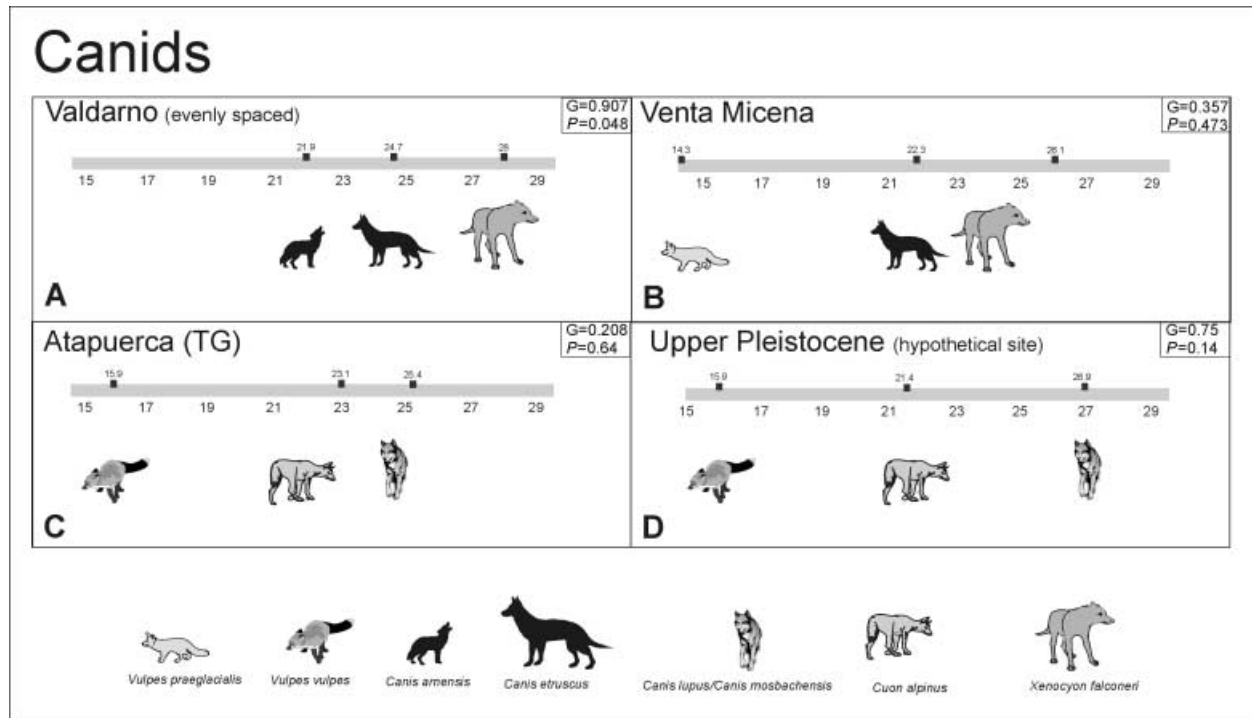 Canids
Valdarno (evenly spaced)
G=0.907
P=0.048
21.9 24.7 28
15 17 19 21 23 25 27 29
A
Venta Micena
G=0.357
P=0.473
14.3 22.3 26.1
15 17 19 21 23 25 27 29
B
Atapuerca (TG)
G=0.208
P=0.64
15.9 23.1 25.4
15 17 19 21 23 25 27 29
C
Upper Pleistocene (hypothetical site)
G=0.75
P=0.14
15.9 21.4 26.9
15 17 19 21 23 25 27 29
D
Vulpes praeglacialis Vulpes vulpes Canis arnensis Canis etruscus Canis lupus/Canis mosbachensis Cuon alpinus Xenocyon falconeri